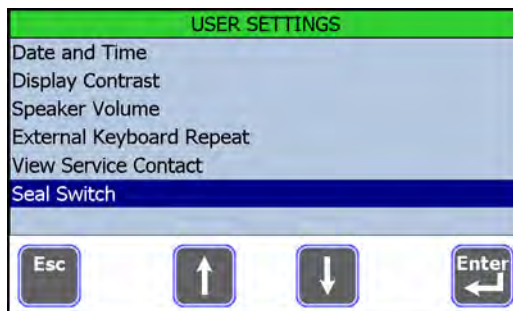 USER SETTINGS
Date and Time
Display Contrast
Speaker Volume
External Keyboard Repeat
View Service Contact
Seal Switch
Esc
Enter